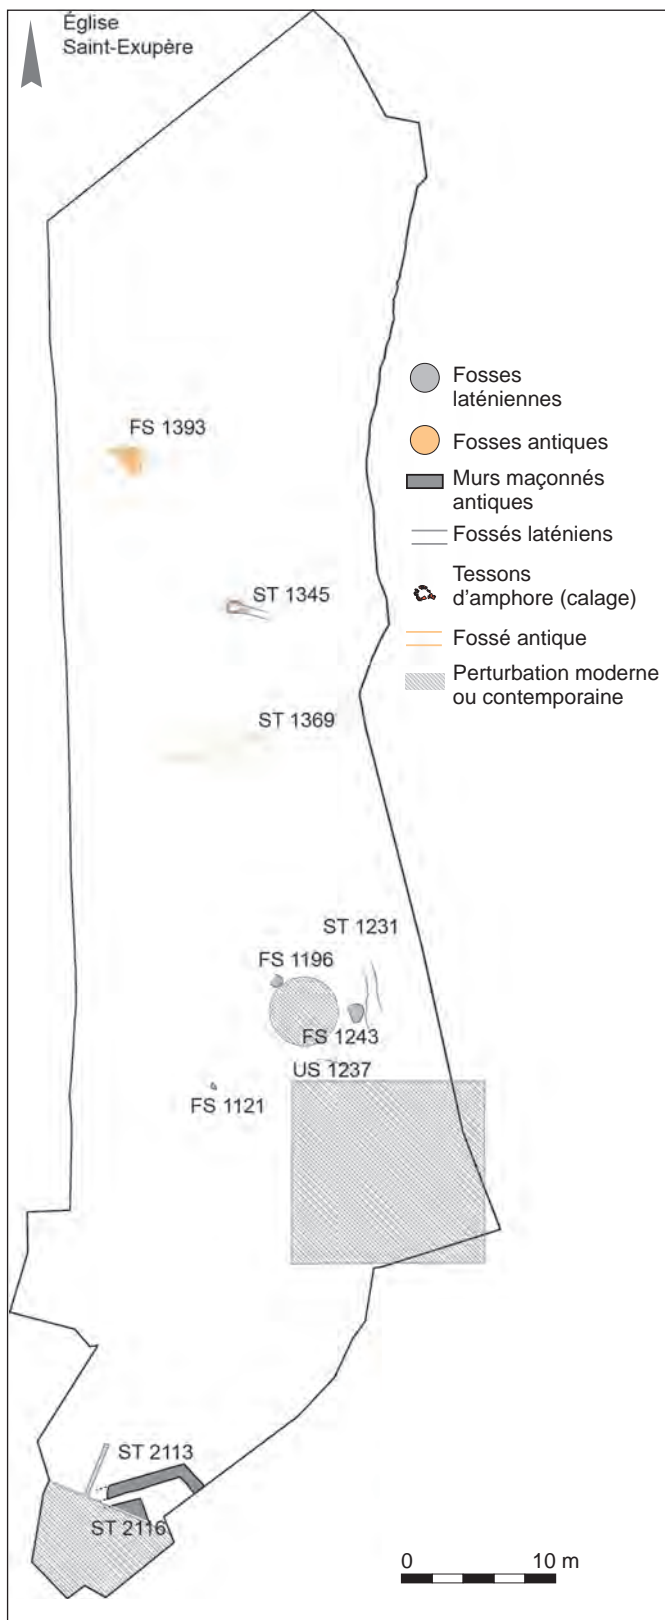 Église
Saint-Exupère
FS 1393
ST 1345
ST 1369
ST 1231
FS 1196
FS 1243
US 1237
FS 1121
ST 2113
ST 2116
Fosses
laténiennes
Fosses antiques
Murs maçonnés
antiques
Fossés laténiens
Tessons
d'amphore (calage)
Fossé antique
Perturbation moderne
ou contemporaine
0 10 m